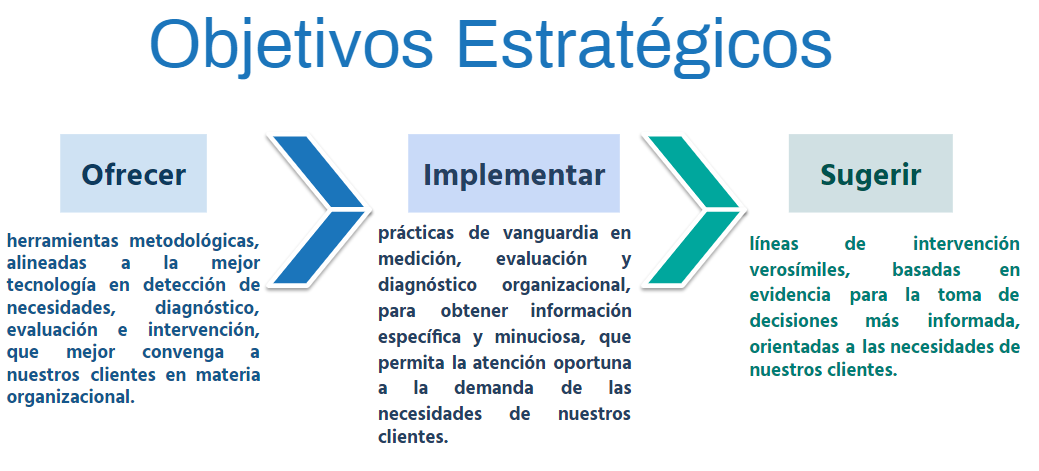 Objetivos Estratégicos
Ofrecer
herramientas metodológicas,
alineadas a la mejor
tecnología en detección de
necesidades, diagnóstico,
evaluación e intervención,
que mejor convenga a
nuestros clientes en materia
organizacional.
Implementar
prácticas de vanguardia en
medición, evaluación y
diagnóstico organizacional,
para obtener información
específica y minuciosa, que
permita la atención oportuna
a la demanda de las
necesidades de nuestros
clientes.
Sugerir
líneas de intervención
verosímiles, basadas en
evidencia para la toma de
decisiones más informada,
orientadas a las necesidades de
nuestros clientes.